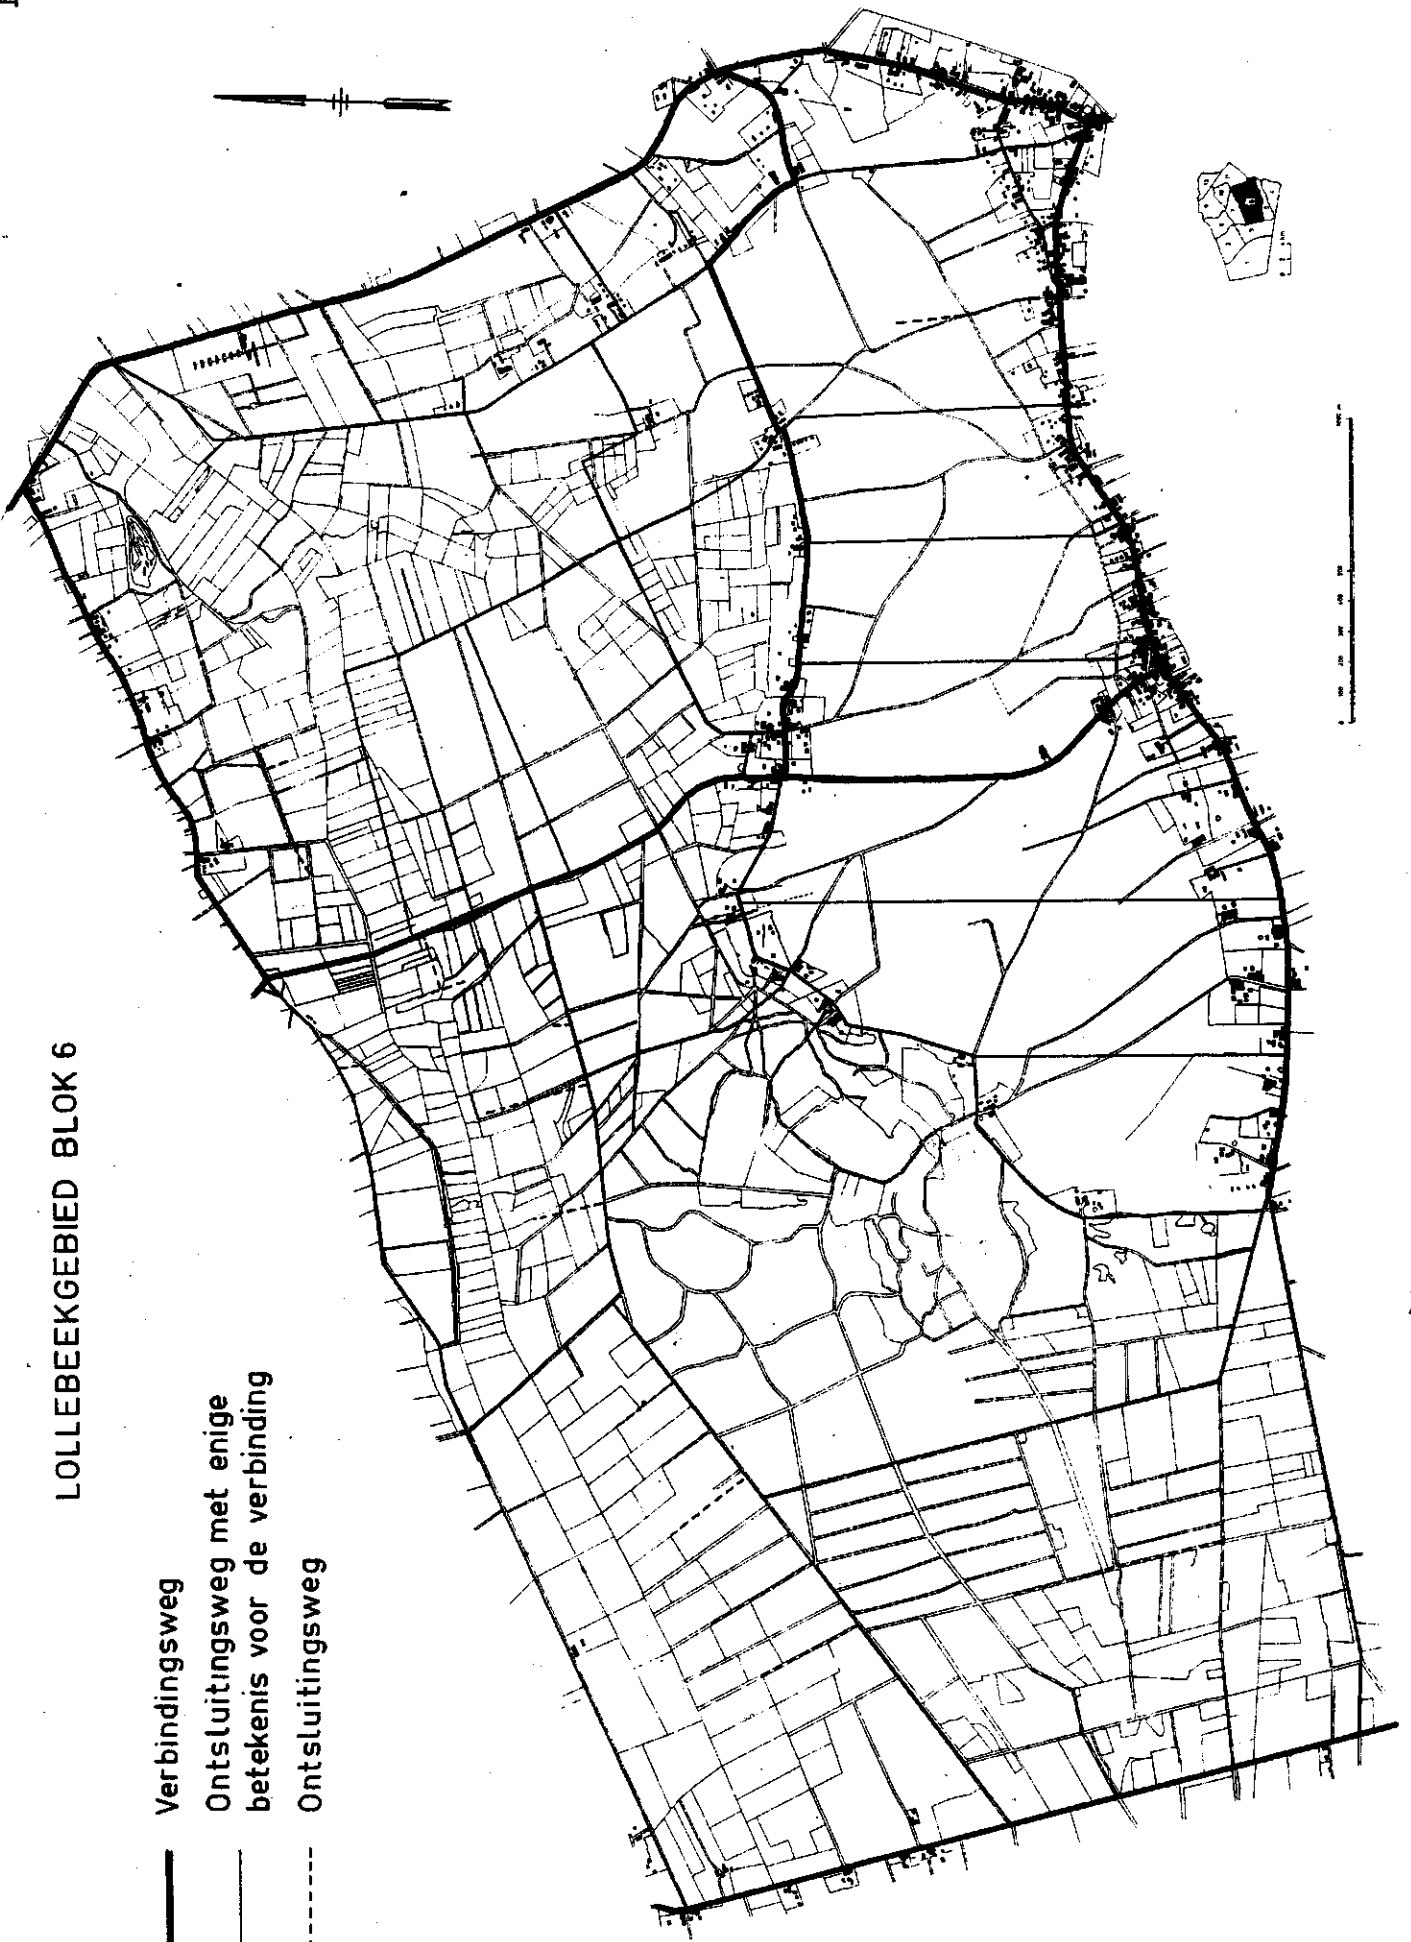 LOLLEBEEKGEBIED BLOK 6
Verbindingsweg
Ontsluitingsweg met enige
betekenis voor de verbinding
Ontsluitingsweg